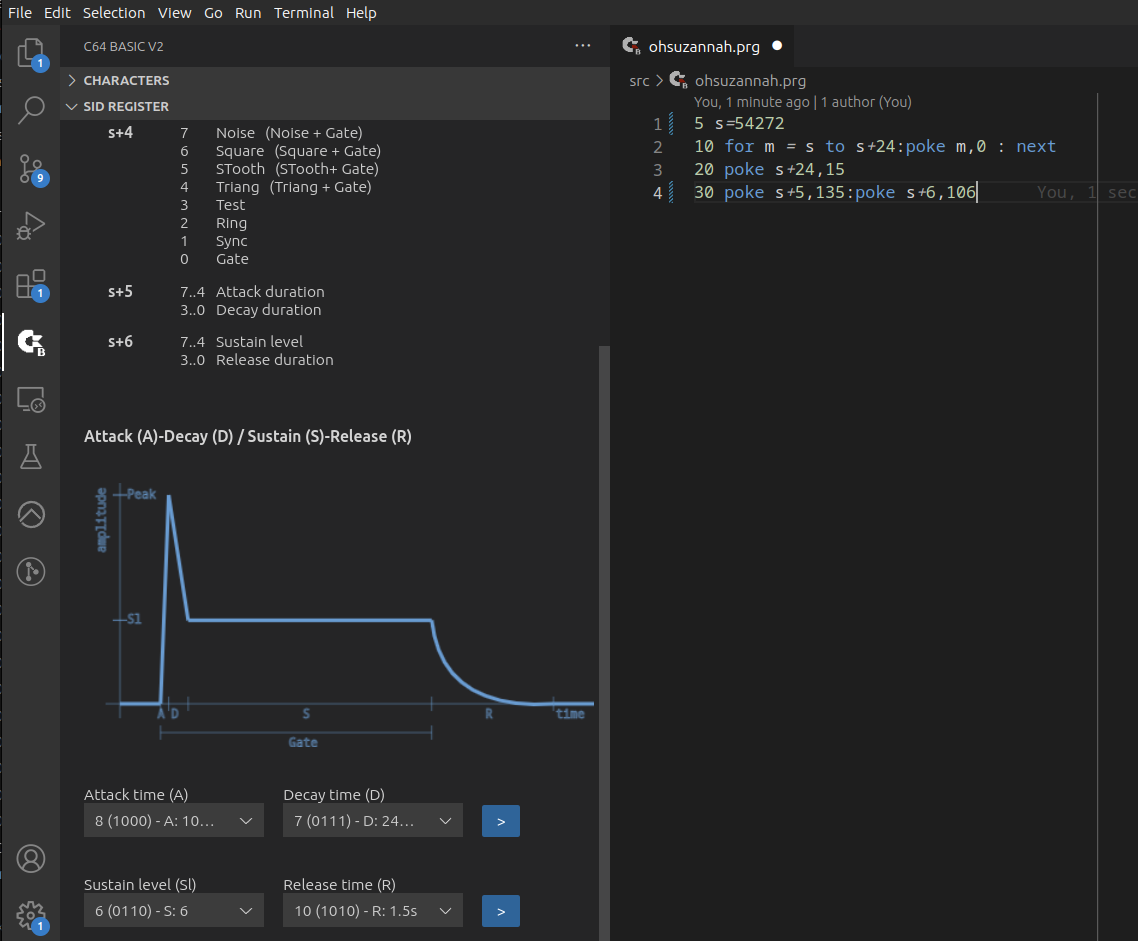 File Edit Selection View Go Run Terminal Help
C64 BASIC V2 ...
CHARACTERS
SID REGISTER
s+4 7 Noise (Noise + Gate)
6 Square (Square + Gate)
5 STooth (STooth+ Gate)
4 Triang (Triang + Gate)
3 Test
2 Ring
1 Sync
0 Gate
s+5 7..4 Attack duration
3..0 Decay duration
s+6 7..4 Sustain level
3..0 Release duration
Attack (A)-Decay (D) / Sustain (S)-Release (R)
amplitude
Peak
Sl
A D S R time
Gate
Attack time (A) Decay time (D)
8 (1000) - A: 10... 7 (0111) - D: 24... >
Sustain level (Sl) Release time (R)
6 (0110) - S: 6 10 (1010) - R: 1.5s >
1
9
1
B
1
ohsuzannah.prg
src > ohsuzannah.prg
You, 1 minute ago | 1 author (You)
1 5 s=54272
2 10 for m = s to s+24:poke m,0 : next
3 20 poke s+24,15
4 30 poke s+5,135:poke s+6,106 You, 1 sec